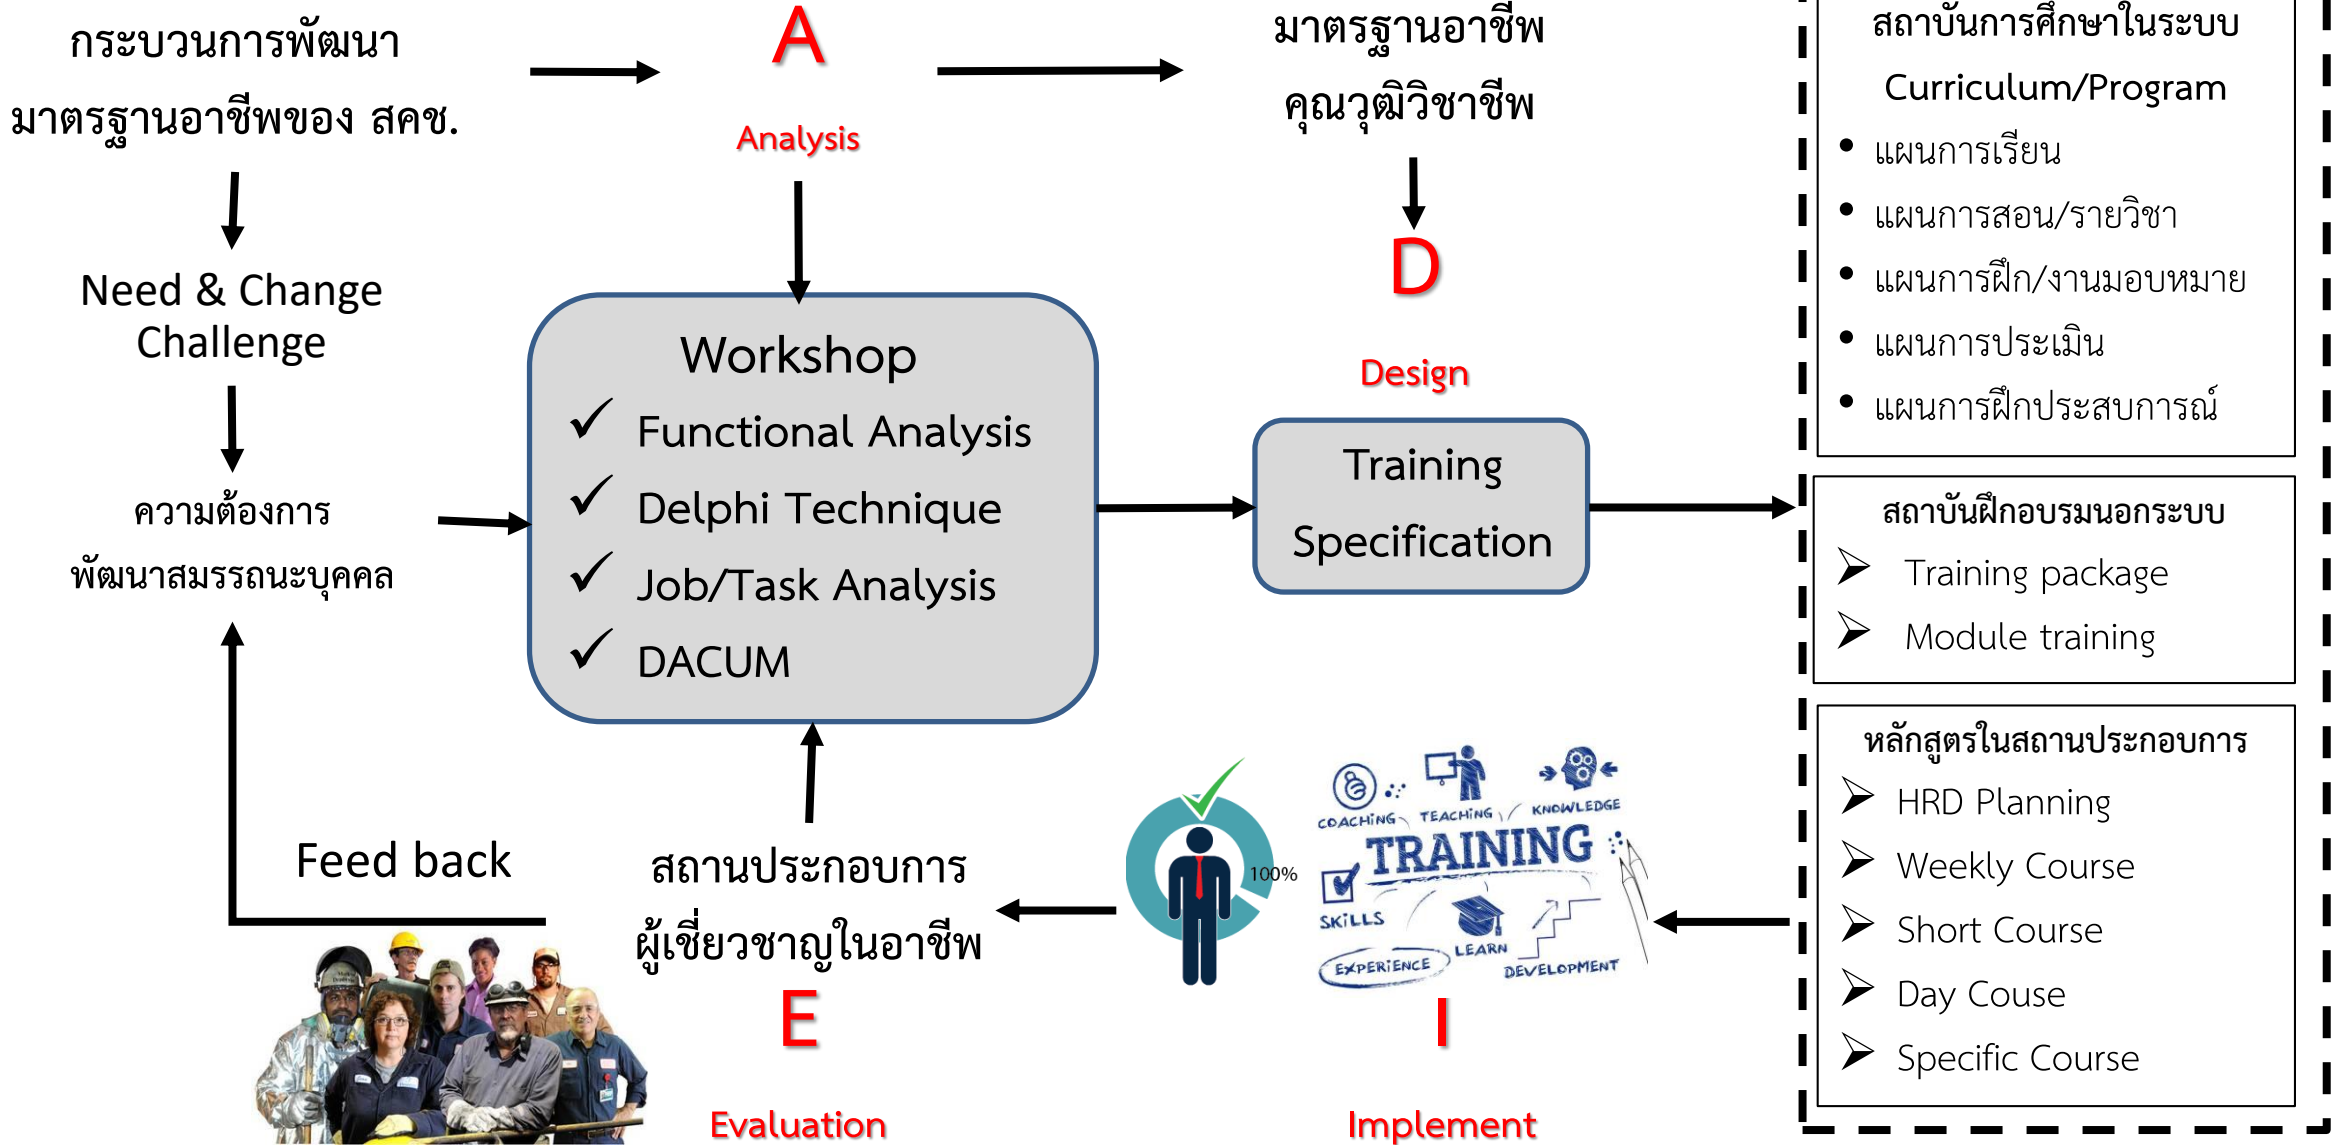 กระบวนการพัฒนา
มาตรฐานอาชีพของ สคช.
A
Analysis
มาตรฐานอาชีพ
คุณวุฒิวิชาชีพ
D
Design
Need & Change
Challenge
ความต้องการ
พัฒนาสมรรถนะบุคคล
Workshop
✓ Functional Analysis
✓ Delphi Technique
✓ Job/Task Analysis
✓ DACUM
Training
Specification
สถาบันการศึกษาในระบบ
Curriculum/Program
• แผนการเรียน
• แผนการสอน/รายวิชา
• แผนการฝึก/งานมอบหมาย
• แผนการประเมิน
• แผนการฝึกประสบการณ์
สถาบันฝึกอบรมนอกระบบ
➢ Training package
➢ Module training
หลักสูตรในสถานประกอบการ
➢ HRD Planning
➢ Weekly Course
➢ Short Course
➢ Day Couse
➢ Specific Course
COACHING TEACHING KNOWLEDGE
TRAINING
SKILLS
LEARN
EXPERIENCE
DEVELOPMENT
I
Implement
100%
สถานประกอบการ
ผู้เชี่ยวชาญในอาชีพ
E
Evaluation
Feed back